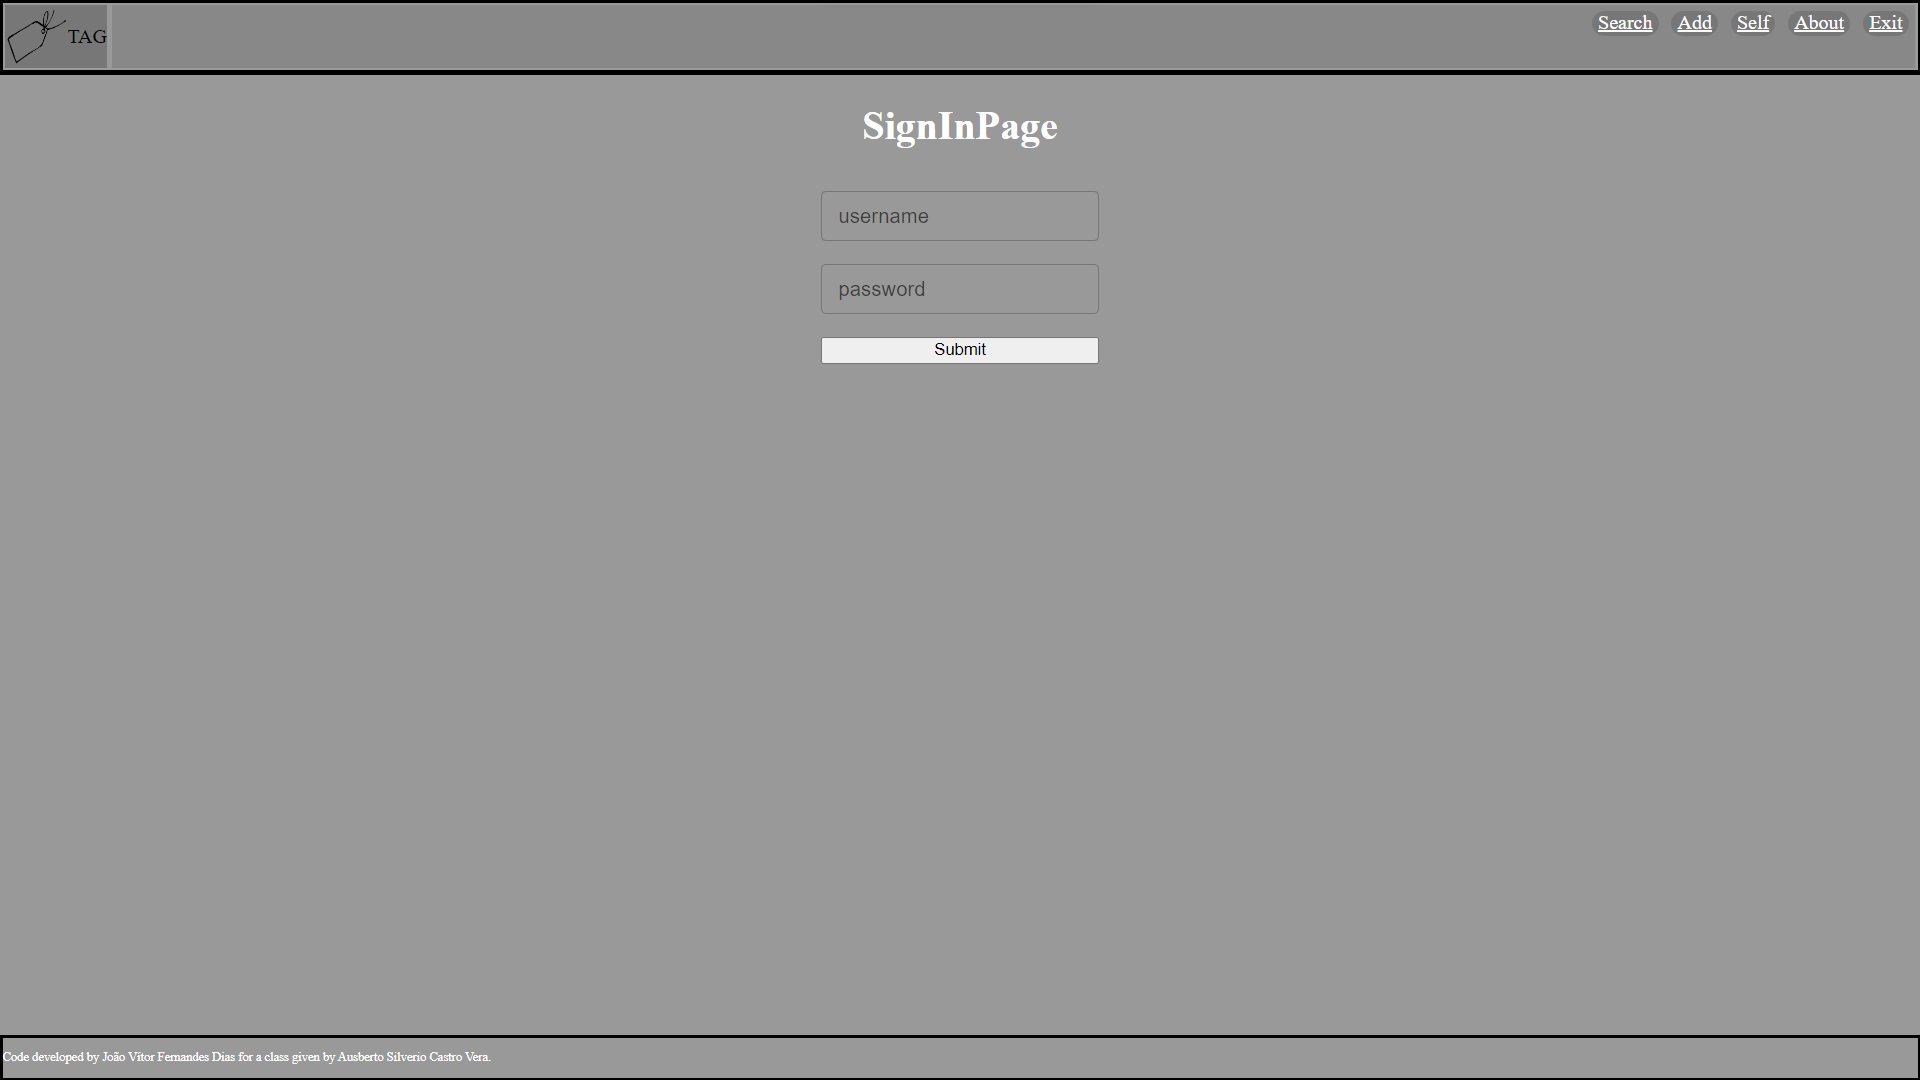 TAG
Search Add Self About Exit
SignInPage
username
password
Submit
Code developed by João Vítor Fernandes Dias for a class given by Ausberto Silverio Castro Vera.